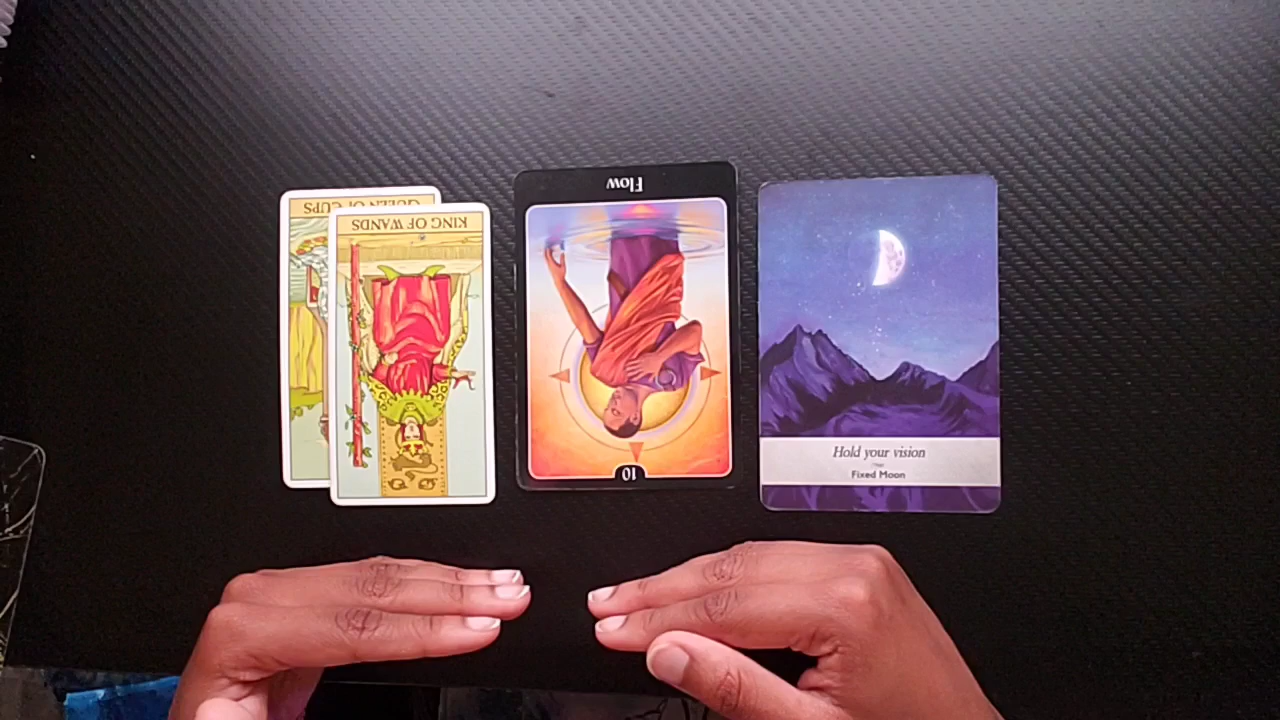 QUEEN OF CUPS
KING OF WANDS
Flow
10
Hold your vision
Fixed Moon